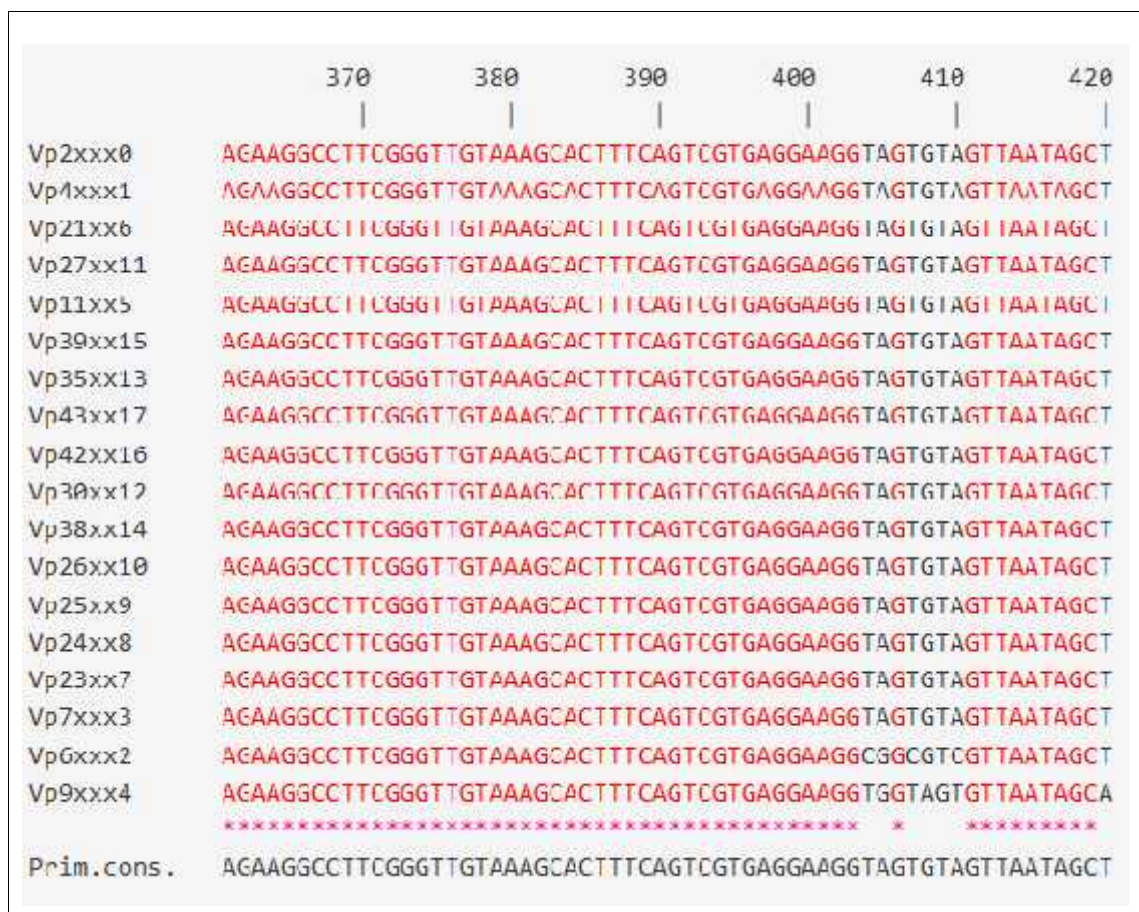 370 380 390 400 410 420
| | | | | |
Vp2xxx0 AGAAGGCCTTCGGGTTGTAAAGCACTTTCAGTCGTGAGGAAGGTAGTGTAGTTAATAGCT
Vp4xxx1 AGAAGGCCTTCGGGTTGTAAAGCACTTTCAGTCGTGAGGAAGGTAGTGTAGTTAATAGCT
Vp21xx6 AGAAGGCCTTCGGGTTGTAAAGCACTTTCAGTCGTGAGGAAGGTAGTGTAGTTAATAGCT
Vp27xx11 AGAAGGCCTTCGGGTTGTAAAGCACTTTCAGTCGTGAGGAAGGTAGTGTAGTTAATAGCT
Vp11xx5 AGAAGGCCTTCGGGTTGTAAAGCACTTTCAGTCGTGAGGAAGGTAGTGTAGTTAATAGCT
Vp39xx15 AGAAGGCCTTCGGGTTGTAAAGCACTTTCAGTCGTGAGGAAGGTAGTGTAGTTAATAGCT
Vp35xx13 AGAAGGCCTTCGGGTTGTAAAGCACTTTCAGTCGTGAGGAAGGTAGTGTAGTTAATAGCT
Vp43xx17 AGAAGGCCTTCGGGTTGTAAAGCACTTTCAGTCGTGAGGAAGGTAGTGTAGTTAATAGCT
Vp42xx16 AGAAGGCCTTCGGGTTGTAAAGCACTTTCAGTCGTGAGGAAGGTAGTGTAGTTAATAGCT
Vp30xx12 AGAAGGCCTTCGGGTTGTAAAGCACTTTCAGTCGTGAGGAAGGTAGTGTAGTTAATAGCT
Vp38xx14 AGAAGGCCTTCGGGTTGTAAAGCACTTTCAGTCGTGAGGAAGGTAGTGTAGTTAATAGCT
Vp26xx10 AGAAGGCCTTCGGGTTGTAAAGCACTTTCAGTCGTGAGGAAGGTAGTGTAGTTAATAGCT
Vp25xx9 AGAAGGCCTTCGGGTTGTAAAGCACTTTCAGTCGTGAGGAAGGTAGTGTAGTTAATAGCT
Vp24xx8 AGAAGGCCTTCGGGTTGTAAAGCACTTTCAGTCGTGAGGAAGGTAGTGTAGTTAATAGCT
Vp23xx7 AGAAGGCCTTCGGGTTGTAAAGCACTTTCAGTCGTGAGGAAGGTAGTGTAGTTAATAGCT
Vp7xxx3 AGAAGGCCTTCGGGTTGTAAAGCACTTTCAGTCGTGAGGAAGGTAGTGTAGTTAATAGCT
Vp6xxx2 AGAAGGCCTTCGGGTTGTAAAGCACTTTCAGTCGTGAGGAAGGCGGCGTCGTTAATAGCT
Vp9xxx4 AGAAGGCCTTCGGGTTGTAAAGCACTTTCAGTCGTGAGGAAGGTGGTAGTGTTAATAGCA
*******************************************  *    *********
Prim.cons. AGAAGGCCTTCGGGTTGTAAAGCACTTTCAGTCGTGAGGAAGGTAGTGTAGTTAATAGCT